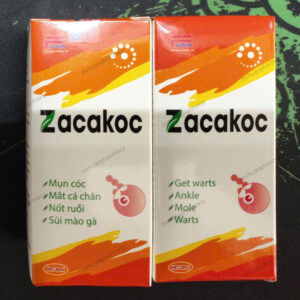 Zacakoc
Mụn cóc
Mắt cá chân
Nốt ruồi
Sùi mào gà
Zacakoc
Get warts
Ankle
Mole
Warts